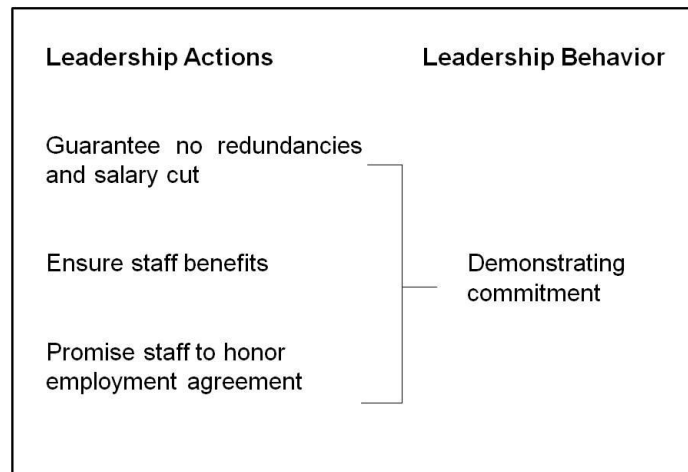 Leadership Actions
Leadership Behavior
Guarantee no redundancies
and salary cut
Ensure staff benefits
Demonstrating
commitment
Promise staff to honor
employment agreement